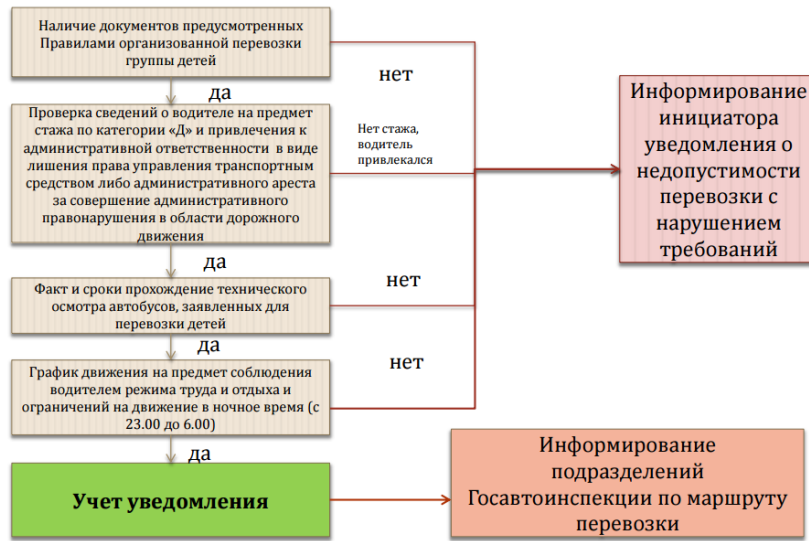 Наличие документов предусмотренных
Правилами организованной перевозки
группы детей
нет
да
Проверка сведений о водителе на предмет
стажа по категории «Д» и привлечения к
административной ответственности в виде
лишения права управления транспортным
средством либо административного ареста
за совершение административного
правонарушения в области дорожного
движения
Нет стажа,
водитель
привлекался
Информирование
инициатора
уведомления о
недопустимости
перевозки с
нарушением
требований
да
Факт и сроки прохождение технического
осмотра автобусов, заявленных для
перевозки детей
нет
да
График движения на предмет соблюдения
водителем режима труда и отдыха и
ограничений на движение в ночное время (с
23.00 до 6.00)
нет
да
Учет уведомления
Информирование
подразделений
Госавтоинспекции по маршруту
перевозки